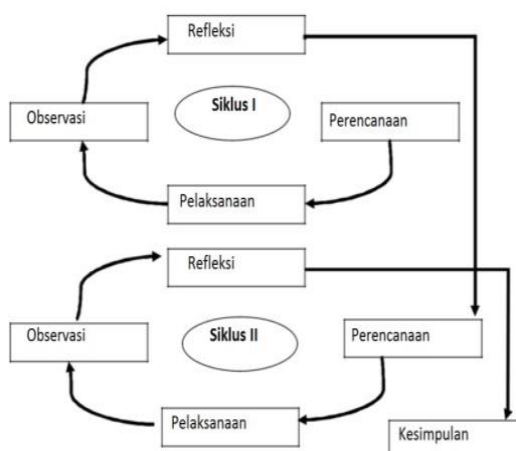 Refleksi
Siklus I
Observasi
Perencanaan
Pelaksanaan
Refleksi
Siklus II
Observasi
Perencanaan
Pelaksanaan
Kesimpulan